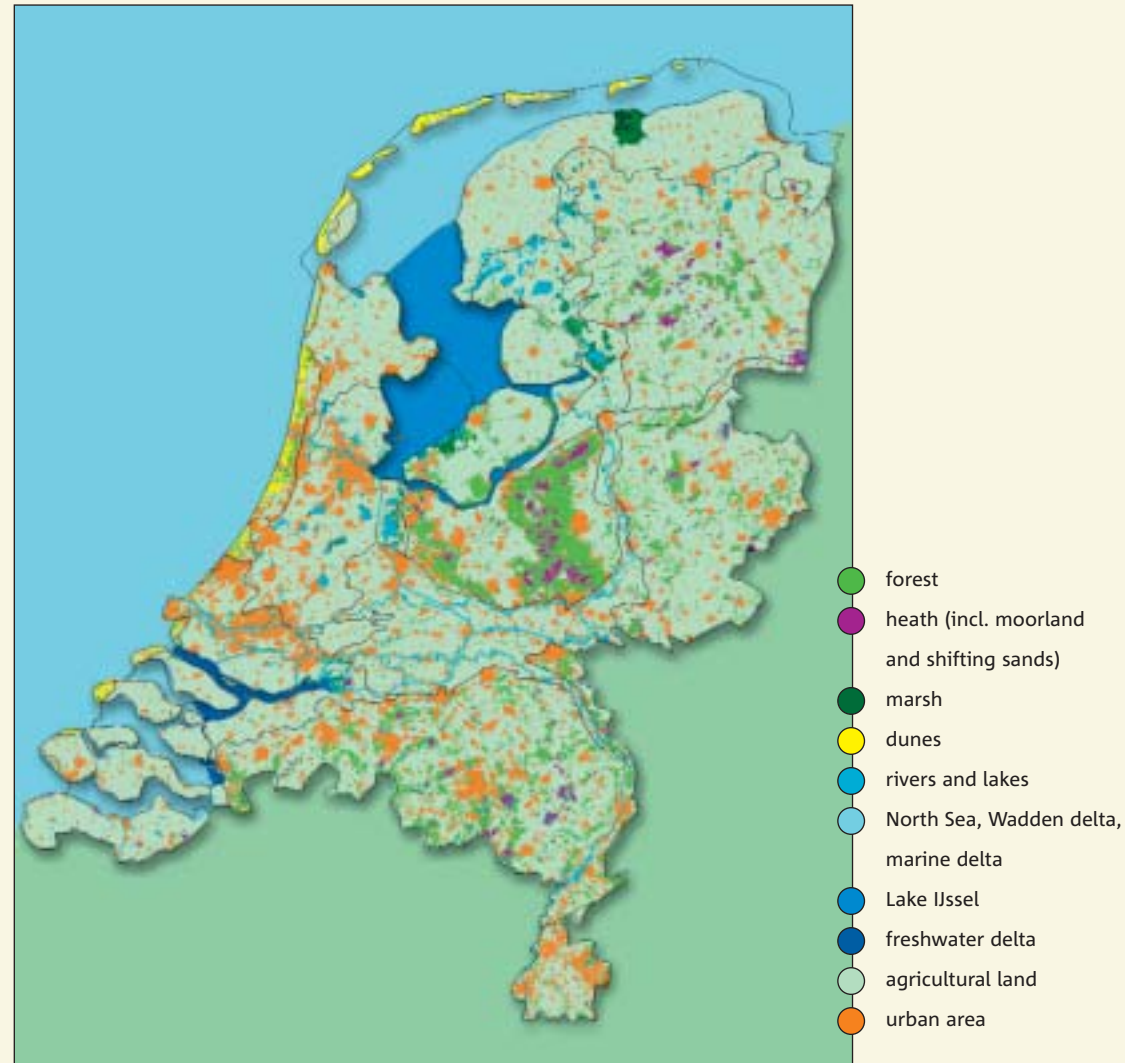 forest
heath (incl. moorland
and shifting sands)
marsh
dunes
rivers and lakes
North Sea, Wadden delta,
marine delta
Lake IJssel
freshwater delta
agricultural land
urban area